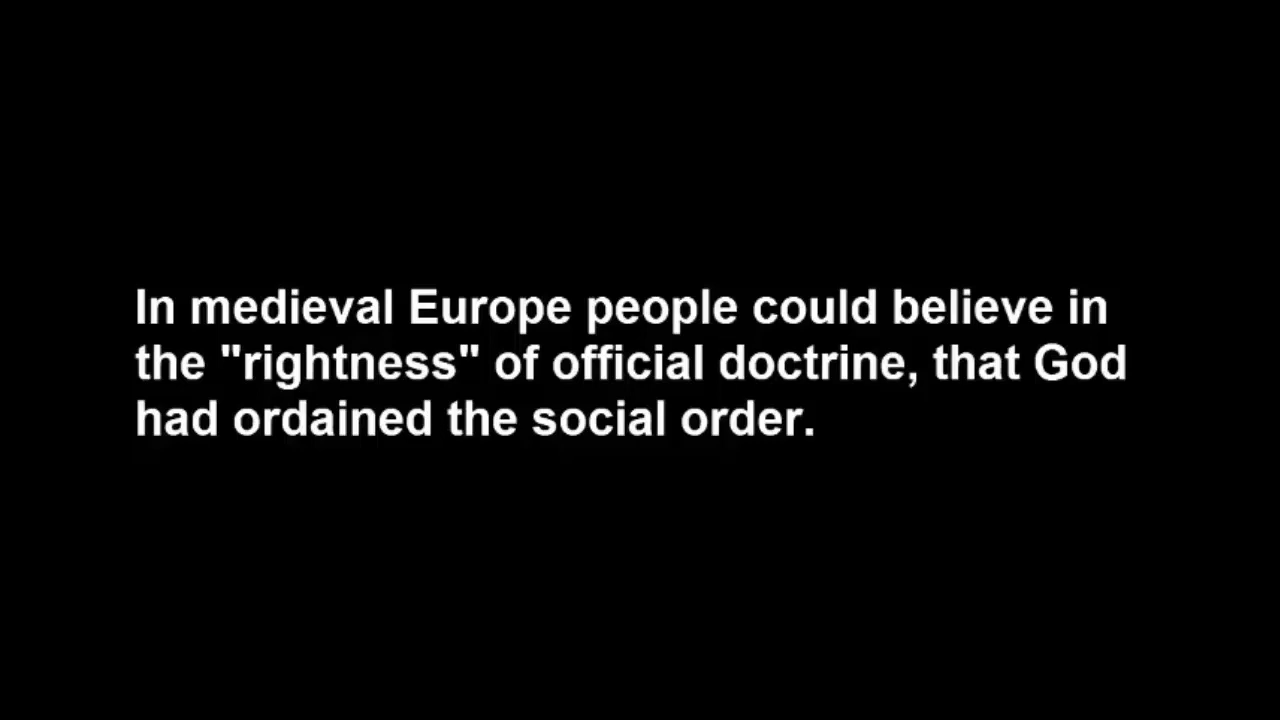 In medieval Europe people could believe in
the "rightness" of official doctrine, that God
had ordained the social order.